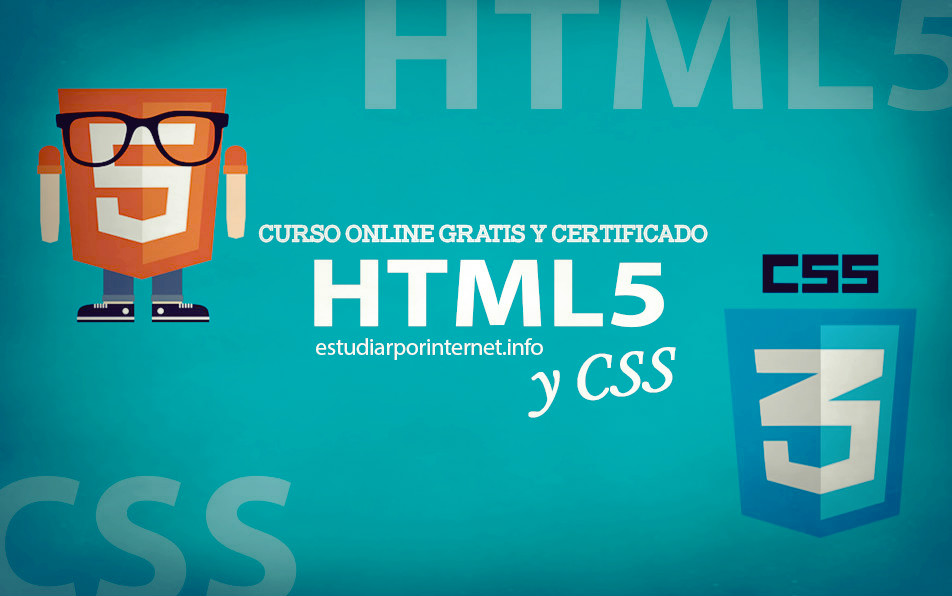 HTML5
5
CURSO ONLINE GRATIS Y CERTIFICADO
HTML5
estudiarporinternet.info
y CSS
CSS
3
CSS